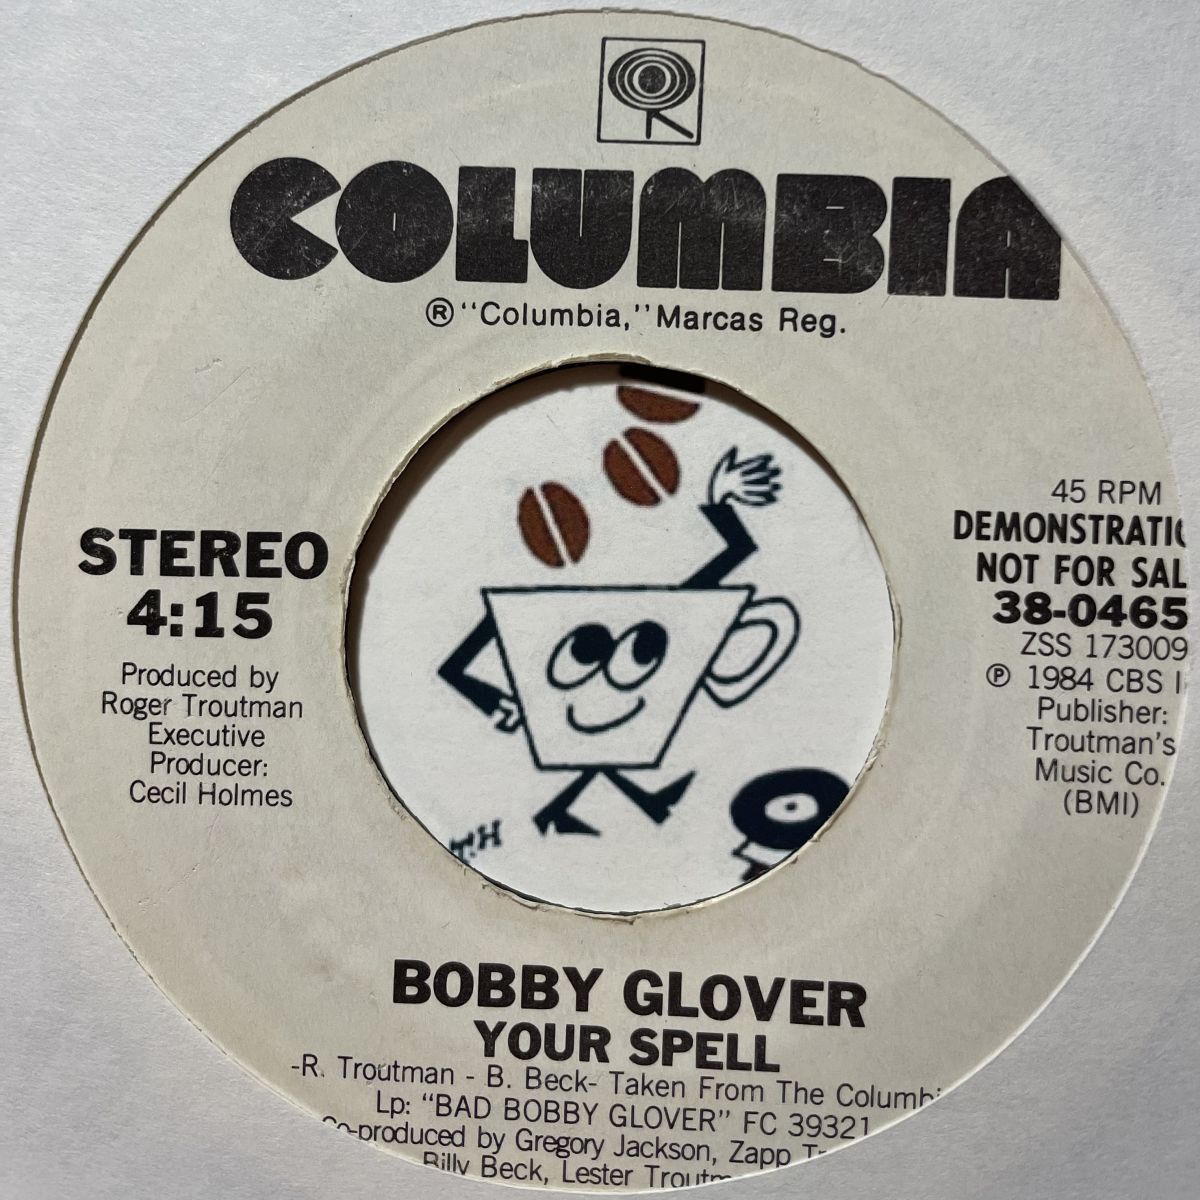 COLUMBIA
® "Columbia," Marcas Reg.
STEREO
4:15
Produced by
Roger Troutman
Executive
Producer:
Cecil Holmes
45 RPM
DEMONSTRATIO
NOT FOR SAL
38-0465
ZSS 173009
℗ 1984 CBS I
Publisher:
Troutman's
Music Co.
(BMI)
BOBBY GLOVER
YOUR SPELL
-R. Troutman - B. Beck- Taken From The Columbi
Lp: "BAD BOBBY GLOVER" FC 39321
Co-produced by Gregory Jackson, Zapp
Billy Beck, Lester Troutm